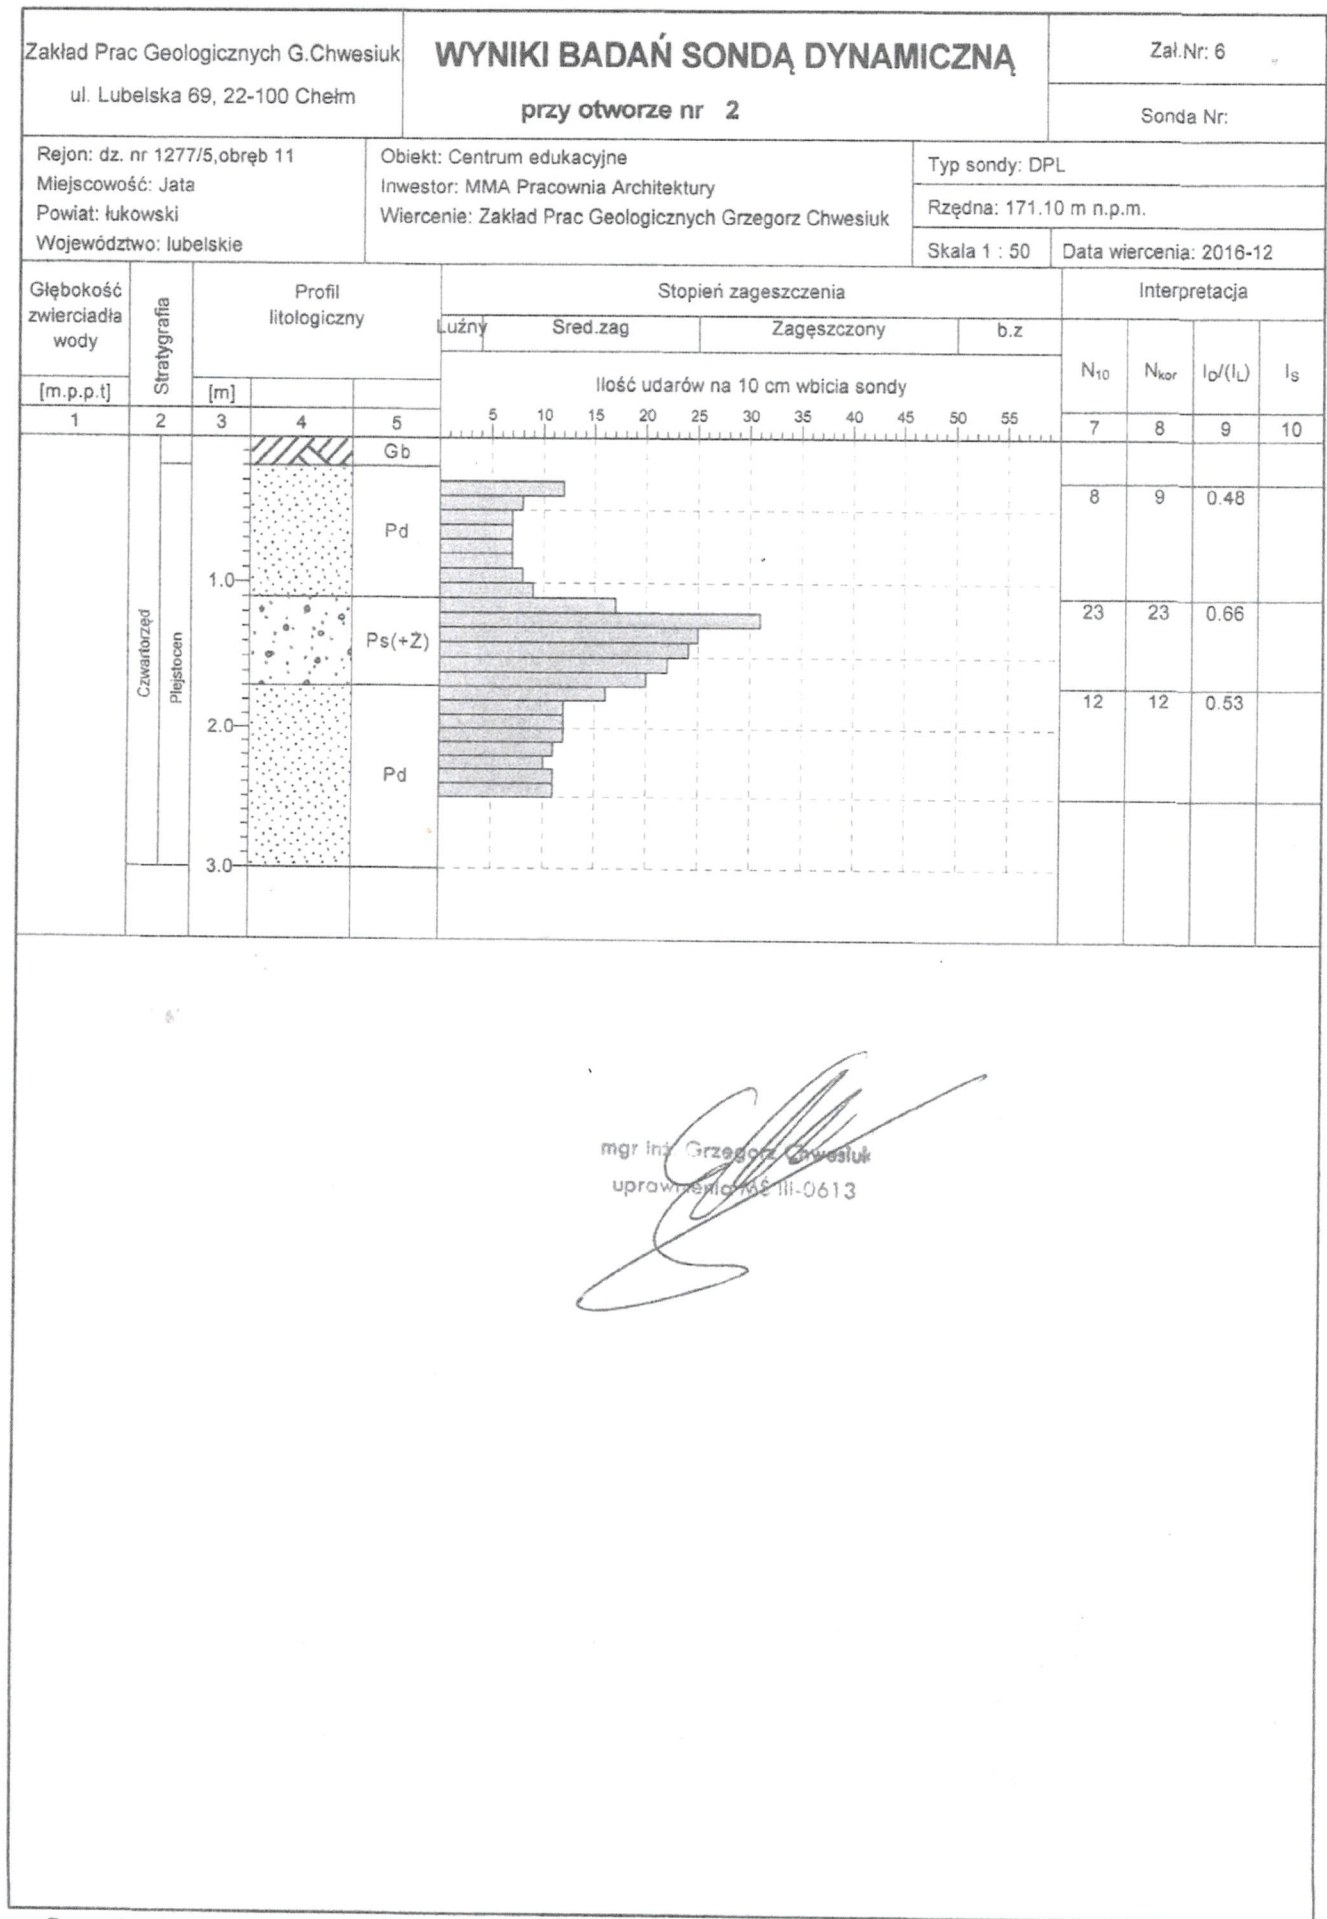 Zakład Prac Geologicznych G.Chwesiuk
ul. Lubelska 69, 22-100 Chełm
WYNIKI BADAŃ SONDĄ DYNAMICZNĄ
przy otworze nr 2
Zał.Nr: 6
Sonda Nr:
Rejon: dz. nr 1277/5,obręb 11
Miejscowość: Jata
Powiat: łukowski
Województwo: lubelskie
Obiekt: Centrum edukacyjne
Inwestor: MMA Pracownia Architektury
Wiercenie: Zakład Prac Geologicznych Grzegorz Chwesiuk
Typ sondy: DPL
Rzędna: 171.10 m n.p.m.
Skala 1 : 50
Data wiercenia: 2016-12
Głębokość
zwierciadła
wody
[m.p.p.t]
Stratygrafia
Profil
litologiczny
[m]
Stopień zageszczenia
Luźny
Sred.zag
Zagęszczony
b.z
Ilość udarów na 10 cm wbicia sondy
5 10 15 20 25 30 35 40 45 50 55
Interpretacja
N10
Nkor
ID/(IL)
IS
1 2 3 4 5 7 8 9 10
Gb
Pd
8 9 0.48
1.0
Ps(+Ż)
23 23 0.66
Czwartorzęd
Plejstocen
12 12 0.53
2.0
Pd
3.0
mgr inż. Grzegorz Chwesiuk
uprawnienia MŚ III-0613